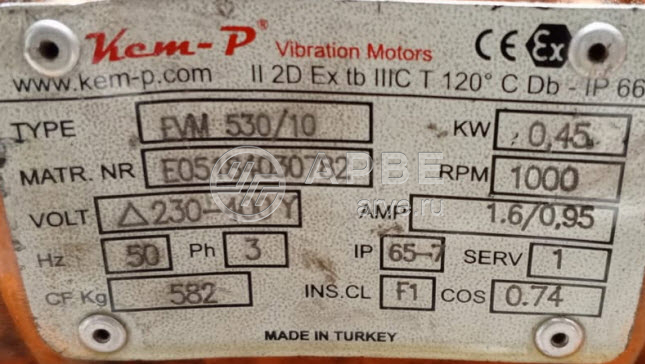 Kem-P® Vibration Motors CE Ex
www.kem-p.com II 2D Ex tb IIIC T 120° C Db - IP 66
TYPE EVM 530/10 KW 0,45
MATR. NR RPM 1000
VOLT △230-400Y AMP 1.6/0,95
Hz 50 Ph 3 IP 65-7 SERV 1
CF Kg 582 INS.CL F1 COS 0.74
MADE IN TURKEY
АРВЕ
arve.ru